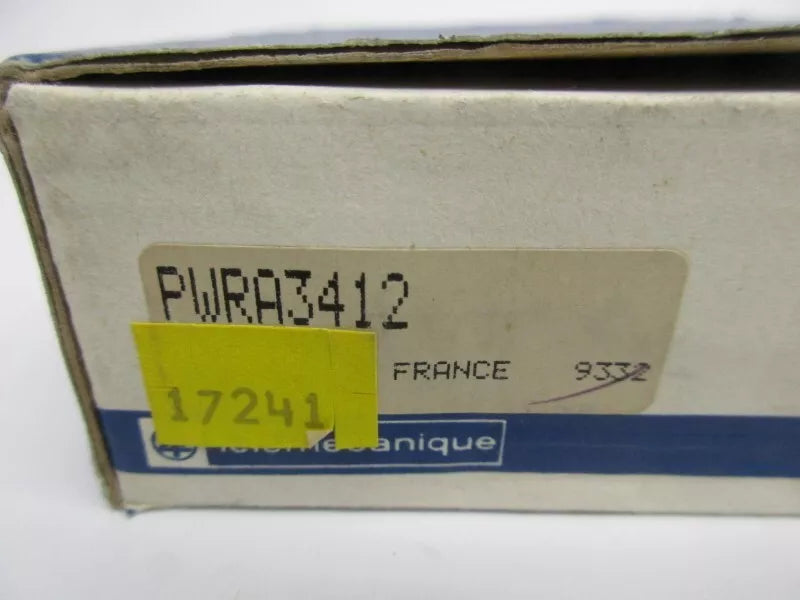 PWRA3412
FRANCE 9332
17241
telemecanique